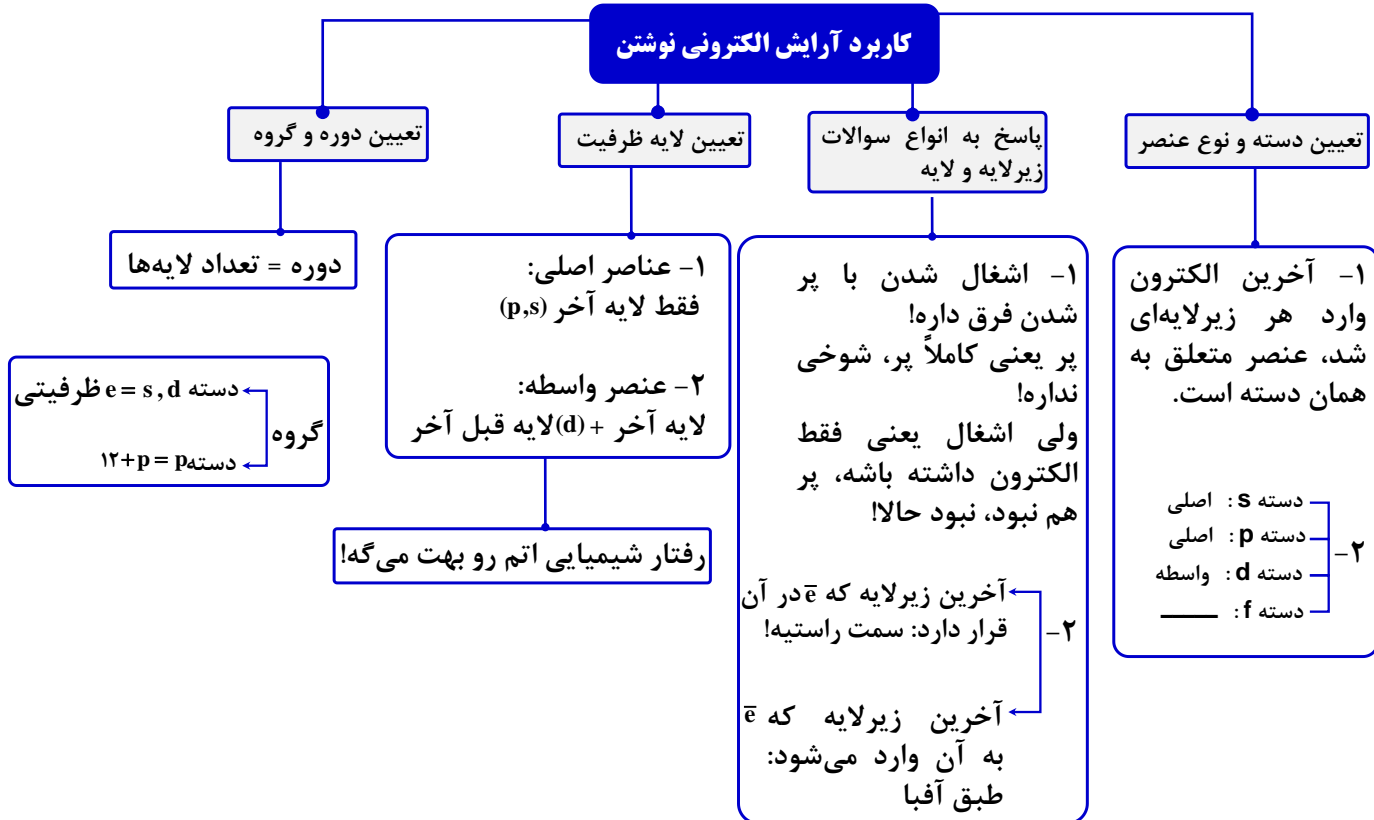 کاربرد آرایش الکترونی نوشتن
تعیین دسته و نوع عنصر
۱- آخرین الکترون
وارد هر زیرلایه‌ای
شد، عنصر متعلق به
همان دسته است.
۲-
دسته s : اصلی
دسته p : اصلی
دسته d : واسطه
دسته f : ـــــــ
پاسخ به انواع سوالات
زیرلایه و لایه
۱- اشغال شدن با پر
شدن فرق داره!
پر یعنی کاملاً پر، شوخی
نداره!
ولی اشغال یعنی فقط
الکترون داشته باشه، پر
هم نبود، نبود حالا!
۲-
آخرین زیرلایه که e̅ در آن
قرار دارد: سمت راستیه!
آخرین زیرلایه که e̅
به آن وارد می‌شود:
طبق آفبا
تعیین لایه ظرفیت
۱- عناصر اصلی:
فقط لایه آخر (p,s)
۲- عنصر واسطه:
لایه آخر + (d)لایه قبل آخر
رفتار شیمیایی اتم رو بهت می‌گه!
تعیین دوره و گروه
دوره = تعداد لایه‌ها
گروه
دسته e = s , d ظرفیتی
دسته ۱۲+p = p